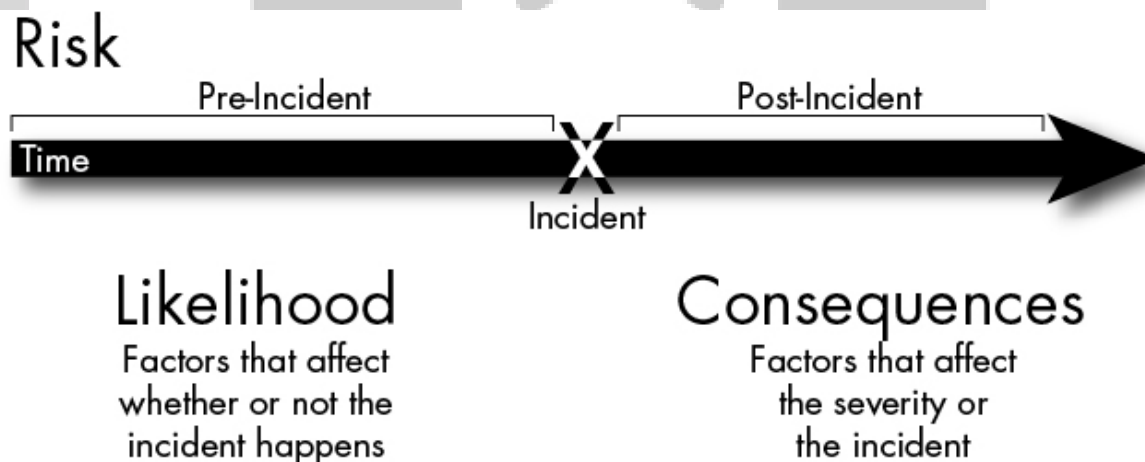 Risk
Pre-Incident
Post-Incident
Time
X
Incident
Likelihood
Factors that affect
whether or not the
incident happens
Consequences
Factors that affect
the severity or
the incident